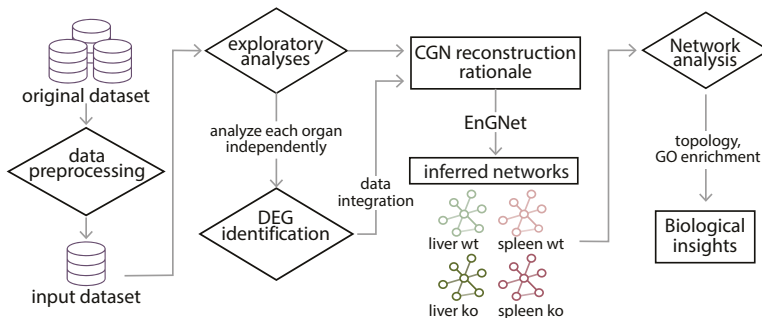 original dataset
data
preprocessing
input dataset
exploratory
analyses
analyze each organ
independently
DEG
identification
data
integration
CGN reconstruction
rationale
EnGNet
inferred networks
liver wt
spleen wt
liver ko
spleen ko
Network
analysis
topology,
GO enrichment
Biological
insights